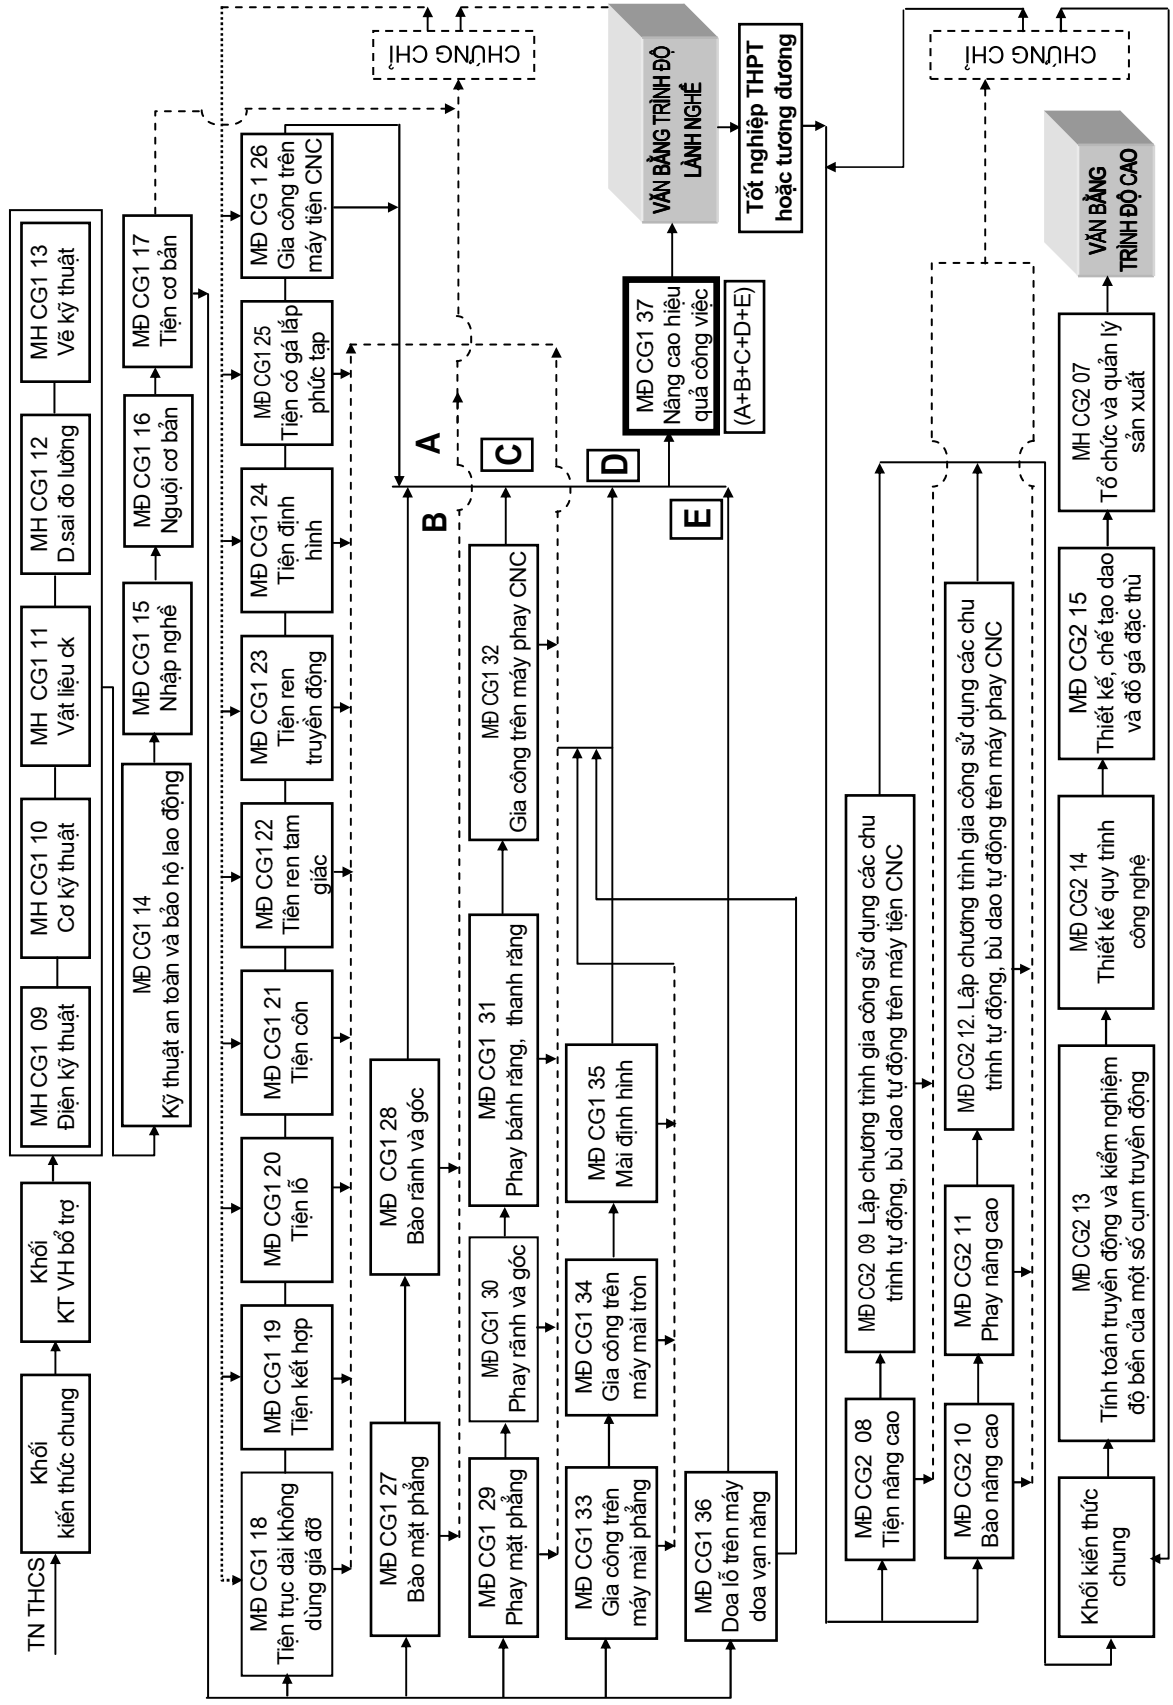 TN THCS
Khối
kiến thức chung
Khối
KT VH bổ trợ
MH CG1 09
Điện kỹ thuật
MH CG1 10
Cơ kỹ thuật
MH CG1 11
Vật liệu ck
MH CG1 12
D.sai đo lường
MH CG1 13
Vẽ kỹ thuật
MĐ CG1 14
Kỹ thuật an toàn và bảo hộ lao động
MĐ CG1 15
Nhập nghề
MĐ CG1 16
Nguội cơ bản
MĐ CG1 17
Tiện cơ bản
MĐ CG1 18
Tiện trục dài không
dùng giá đỡ
MĐ CG1 19
Tiện kết hợp
MĐ CG1 20
Tiện lỗ
MĐ CG1 21
Tiện côn
MĐ CG1 22
Tiện ren tam
giác
MĐ CG1 23
Tiện ren
truyền động
MĐ CG1 24
Tiện định
hình
MĐ CG1 25
Tiện có gá lắp
phức tạp
MĐ CG 1 26
Gia công trên
máy tiện CNC
CHỨNG CHỈ
MĐ CG1 27
Bào mặt phẳng
MĐ CG1 28
Bào rãnh và góc
B
A
MĐ CG1 29
Phay mặt phẳng
MĐ CG1 30
Phay rãnh và góc
MĐ CG1 31
Phay bánh răng, thanh răng
MĐ CG1 32
Gia công trên máy phay CNC
C
MĐ CG1 33
Gia công trên
máy mài phẳng
MĐ CG1 34
Gia công trên
máy mài tròn
MĐ CG1 35
Mài định hình
D
MĐ CG1 36
Doa lỗ trên máy
doa vạn năng
E
MĐ CG1 37
Nâng cao hiệu
quả công việc
(A+B+C+D+E)
VĂN BẰNG TRÌNH ĐỘ
LÀNH NGHỀ
Tốt nghiệp THPT
hoặc tương đương
MĐ CG2 08
Tiện nâng cao
MĐ CG2 09 Lập chương trình gia công sử dụng các chu
trình tự động, bù dao tự động trên máy tiện CNC
MĐ CG2 10
Bào nâng cao
MĐ CG2 11
Phay nâng cao
MĐ CG2 12. Lập chương trình gia công sử dụng các chu
trình tự động, bù dao tự động trên máy phay CNC
CHỨNG CHỈ
Khối kiến thức
chung
MĐ CG2 13
Tính toán truyền động và kiểm nghiệm
độ bền của một số cụm truyền động
MĐ CG2 14
Thiết kế quy trình
công nghệ
MĐ CG2 15
Thiết kế, chế tạo dao
và đồ gá đặc thù
MH CG2 07
Tổ chức và quản lý
sản xuất
VĂN BẰNG
TRÌNH ĐỘ CAO